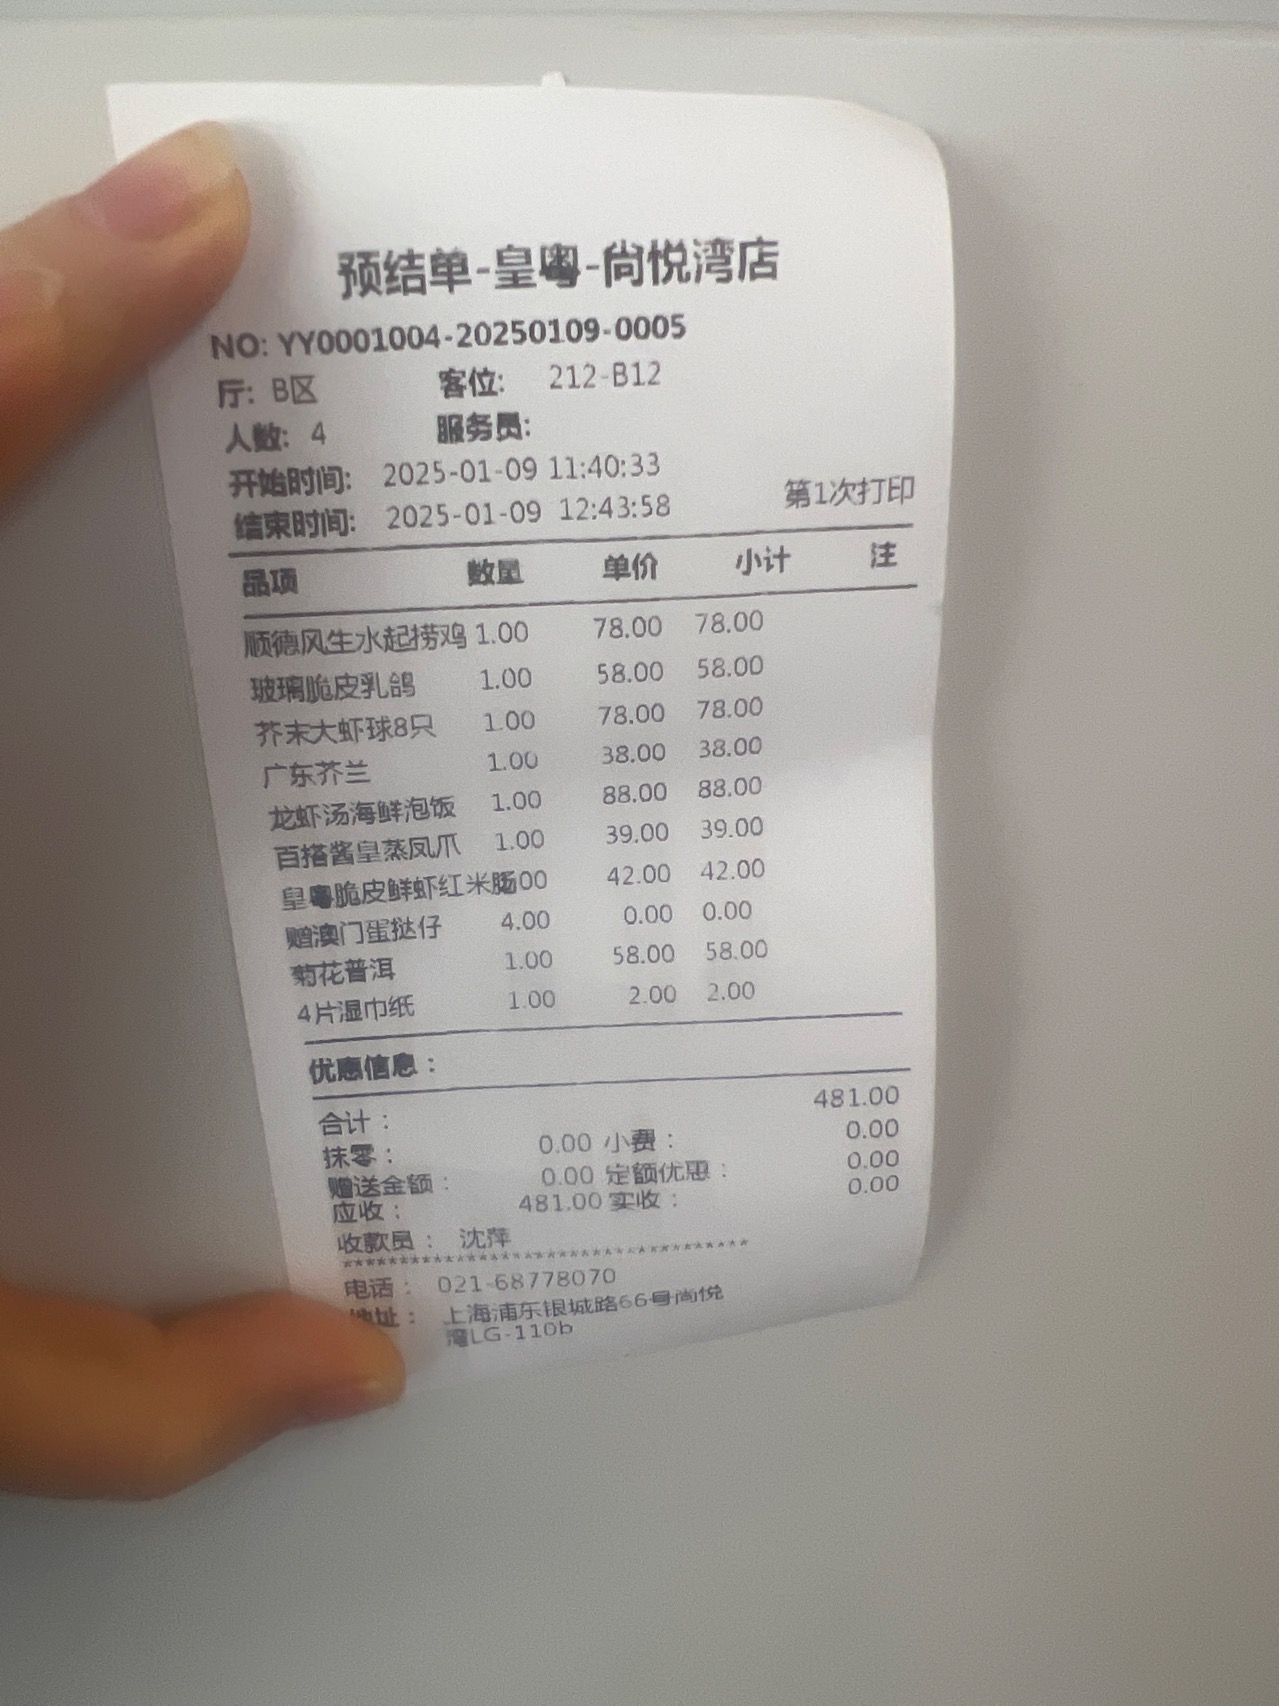 预结单-皇粤-尚悦湾店
NO: YY0001004-20250109-0005
厅: B区 客位: 212-B12
人数: 4 服务员:
开始时间: 2025-01-09 11:40:33
结束时间: 2025-01-09 12:43:58 第1次打印
品项 数量 单价 小计 注
顺德风生水起捞鸡 1.00 78.00 78.00
玻璃脆皮乳鸽 1.00 58.00 58.00
芥末大虾球8只 1.00 78.00 78.00
广东芥兰 1.00 38.00 38.00
龙虾汤海鲜泡饭 1.00 88.00 88.00
百搭酱皇蒸凤爪 1.00 39.00 39.00
皇粤脆皮鲜虾红米肠 .00 42.00 42.00
赠澳门蛋挞仔 4.00 0.00 0.00
菊花普洱 1.00 58.00 58.00
4片湿巾纸 1.00 2.00 2.00
优惠信息:
合计: 481.00
抹零: 0.00 小费: 0.00
赠送金额: 0.00 定额优惠: 0.00
应收: 481.00 实收: 0.00
收款员: 沈萍
************************************
电话: 021-68778070
地址: 上海浦东银城路66号尚悦
湾LG-110b